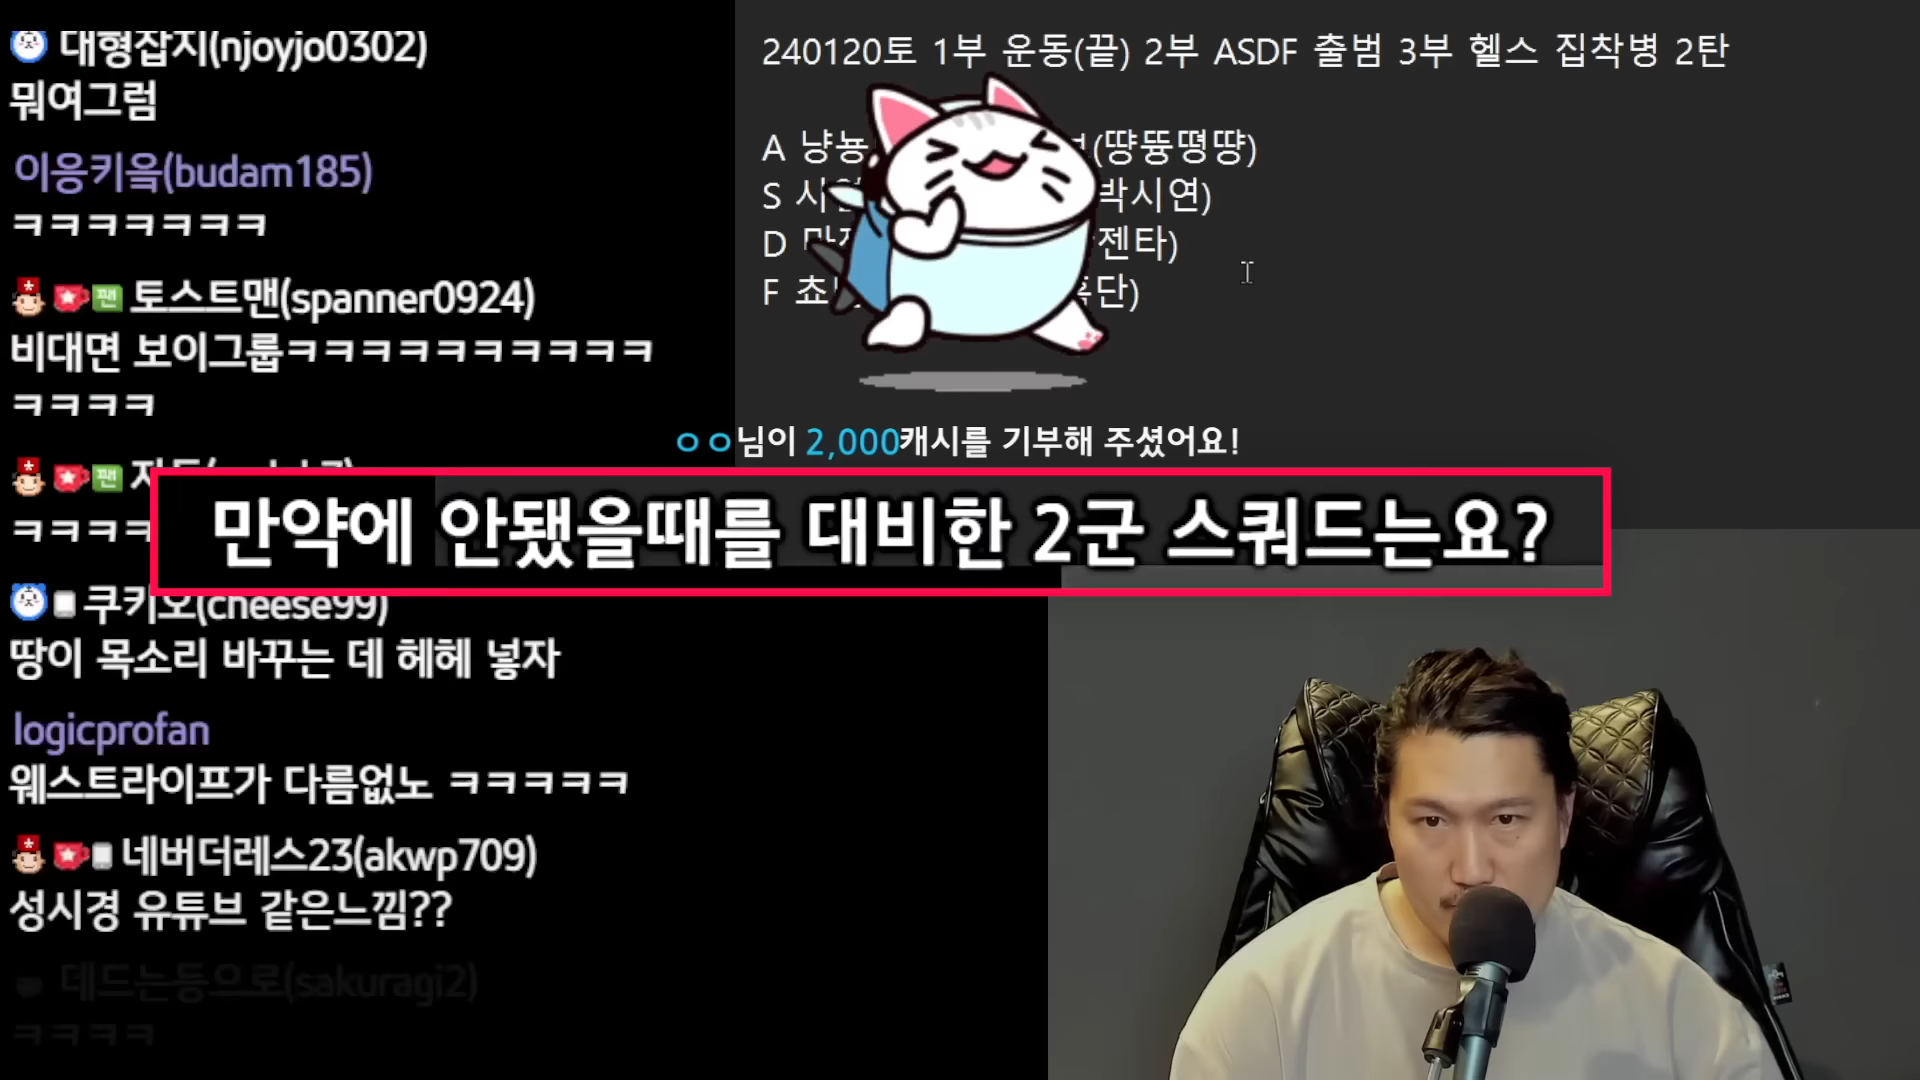 대형잡지(njoyjo0302)
뭐여그럼
이응키읔(budam185)
ㅋㅋㅋㅋㅋㅋㅋ
토스트맨(spanner0924)
비대면 보이그룹ㅋㅋㅋㅋㅋㅋㅋㅋㅋㅋ
ㅋㅋㅋㅋ
ㅋㅋㅋㅋ
쿠키오(cheese99)
땅이 목소리 바꾸는 데 헤헤 넣자
logicprofan
웨스트라이프가 다름없노 ㅋㅋㅋㅋㅋ
네버더레스23(akwp709)
성시경 유튜브 같은느낌??
데드는등으로(sakuragi2)
ㅋㅋㅋㅋ
240120토 1부 운동(끝) 2부 ASDF 출범 3부 헬스 집착병 2탄
A 냥뇽 (땅뜽뗭땽)
S 시 박시연)
D 젠타)
F 쵸 단)
ㅇㅇ님이 2,000캐시를 기부해 주셨어요!
만약에 안됐을때를 대비한 2군 스쿼드는요?